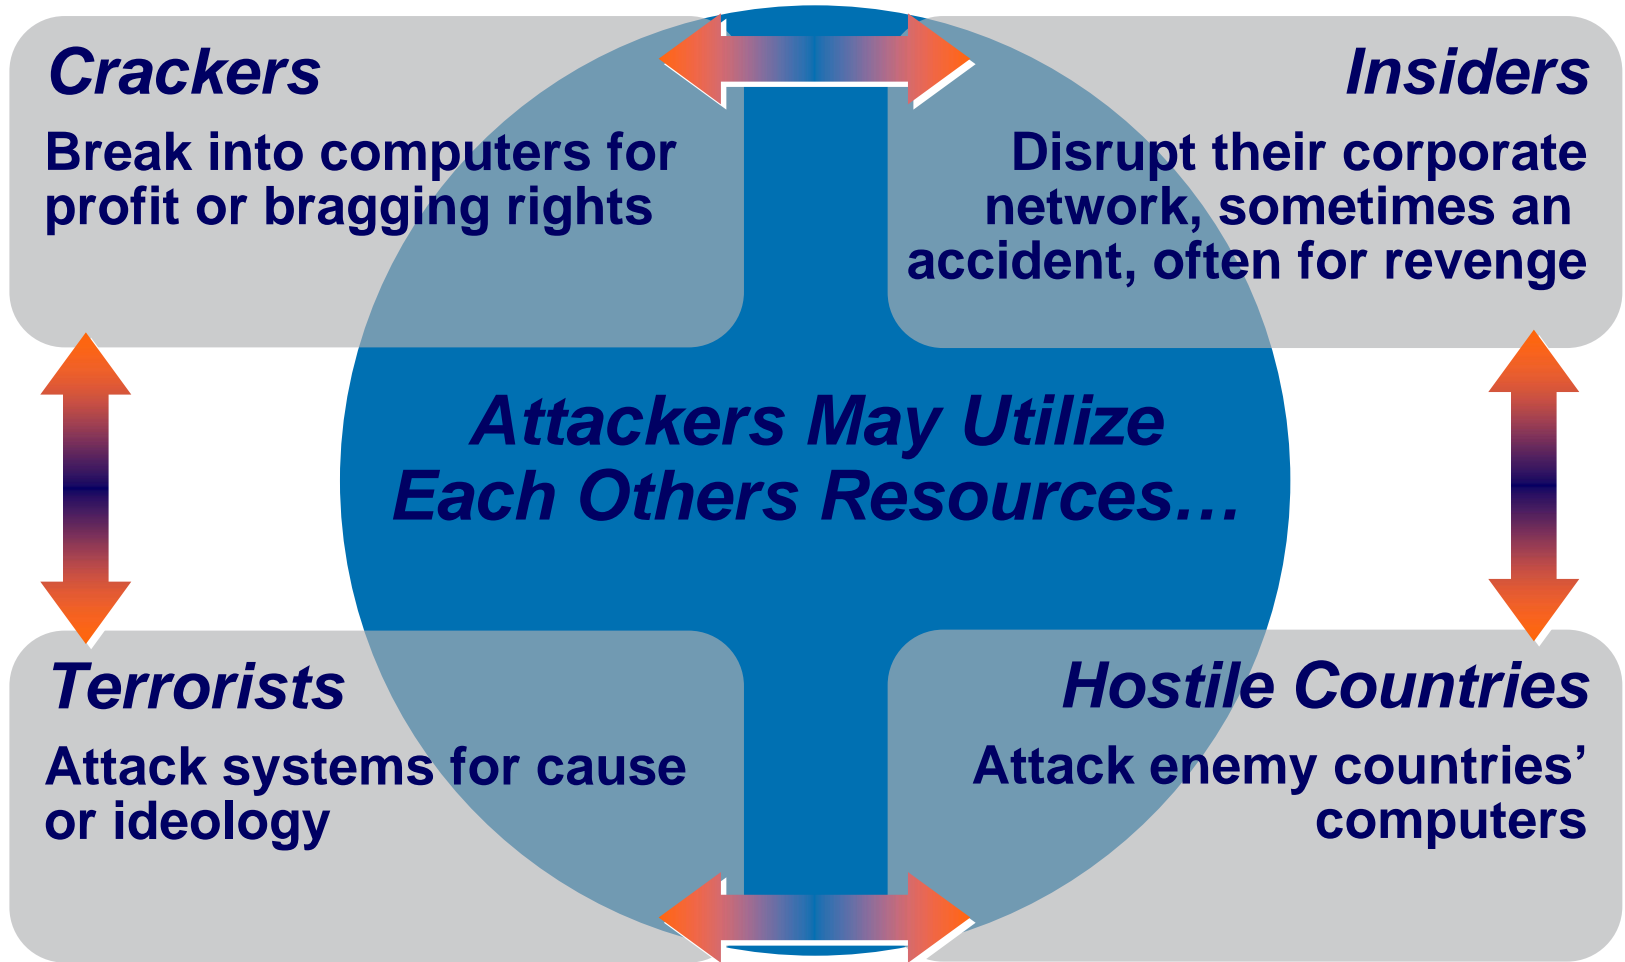 Crackers
Break into computers for
profit or bragging rights
Insiders
Disrupt their corporate
network, sometimes an
accident, often for revenge
Attackers May Utilize
Each Others Resources…
Terrorists
Attack systems for cause
or ideology
Hostile Countries
Attack enemy countries’
computers